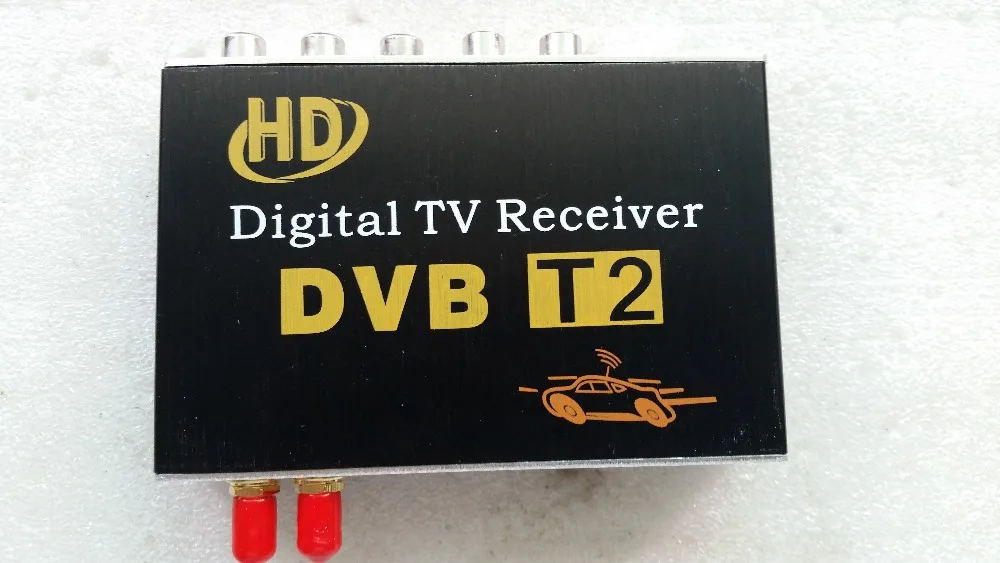 HD
Digital TV Receiver
DVB T2